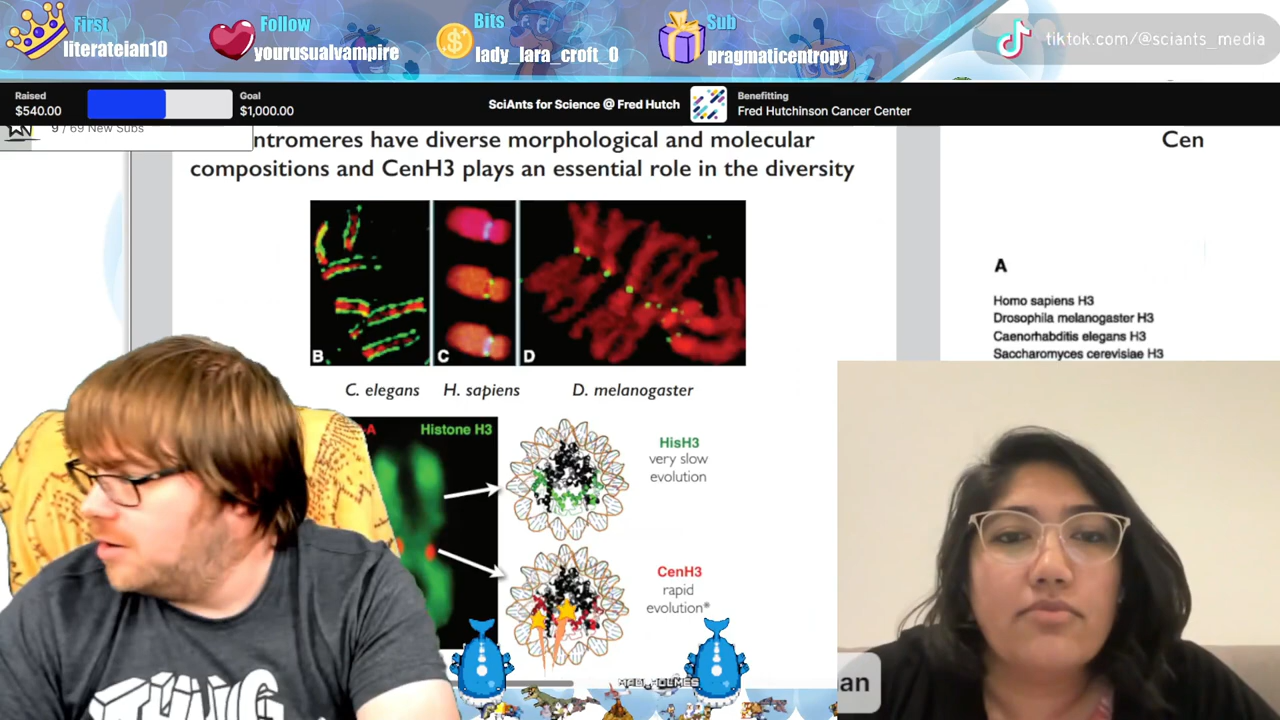 First
literateian10
Follow
yourusualvampire
Bits
lady_lara_croft_0
Sub
pragmaticentropy
tiktok.com/@sciants_media
Raised
$540.00
Goal
$1,000.00
SciAnts for Science @ Fred Hutch
Benefitting
Fred Hutchinson Cancer Center
9 / 69 New Subs
ntromeres have diverse morphological and molecular
compositions and CenH3 plays an essential role in the diversity
B
C
D
C. elegans
H. sapiens
D. melanogaster
-A
Histone H3
HisH3
very slow
evolution
CenH3
rapid
evolution*
Cen
A
Homo sapiens H3
Drosophila melanogaster H3
Caenorhabditis elegans H3
Saccharomyces cerevisiae H3
an